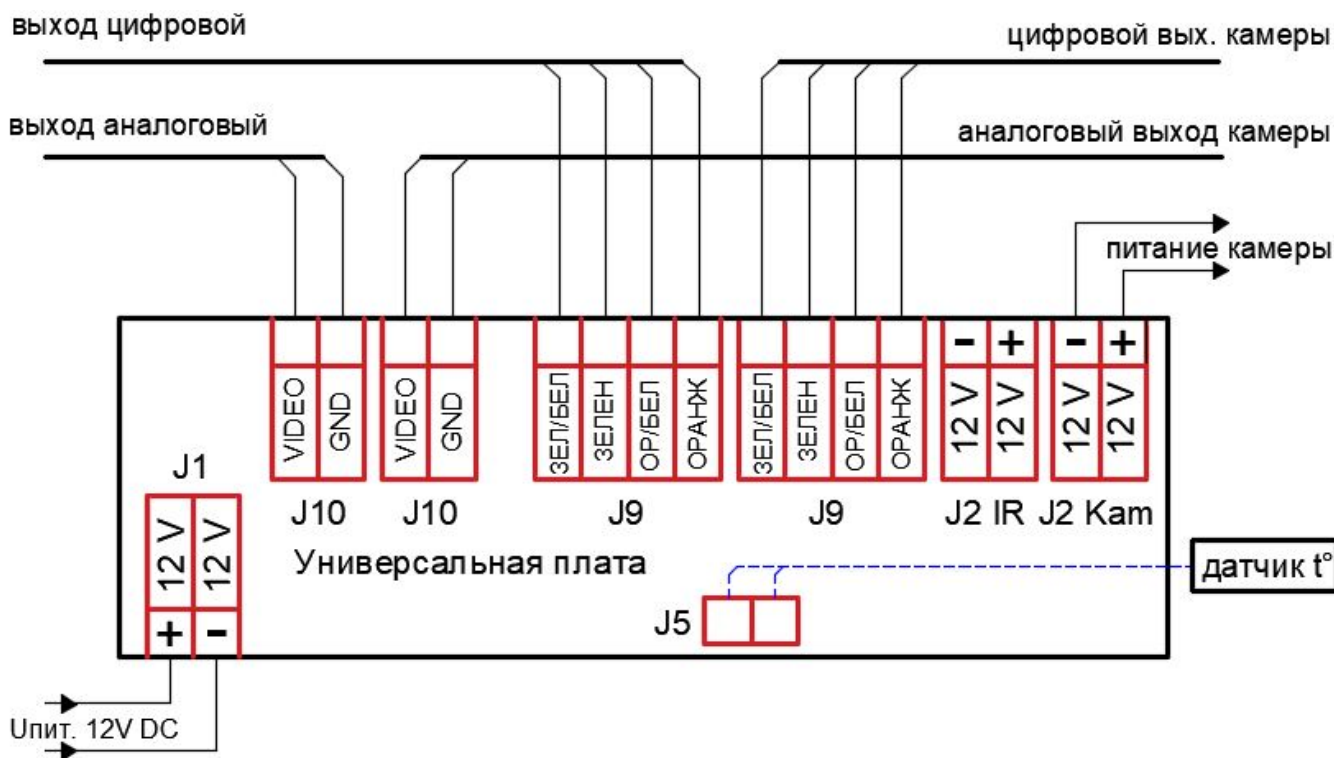 выход цифровой
цифровой вых. камеры
выход аналоговый
аналоговый выход камеры
питание камеры
- + - +
VIDEO GND VIDEO GND ЗЕЛ/БЕЛ ЗЕЛЕН ОР/БЕЛ ОРАНЖ ЗЕЛ/БЕЛ ЗЕЛЕН ОР/БЕЛ ОРАНЖ 12 V 12 V 12 V 12 V
J1
J10 J10 J9 J9 J2 IR J2 Kam
12 V 12 V
Универсальная плата
датчик t°
J5
+ -
Uпит. 12V DC